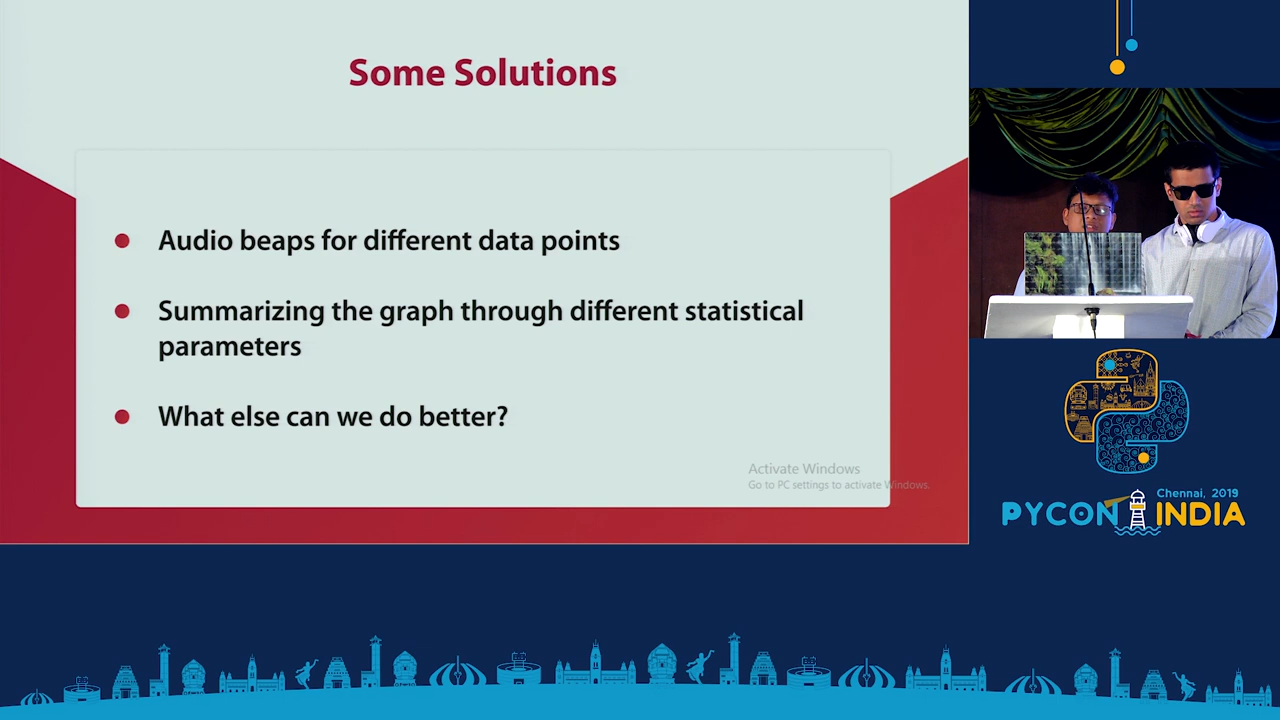 Some Solutions
Audio beaps for different data points
Summarizing the graph through different statistical
parameters
What else can we do better?
Activate Windows
Go to PC settings to activate Windows.
Chennai, 2019
PYCON INDIA